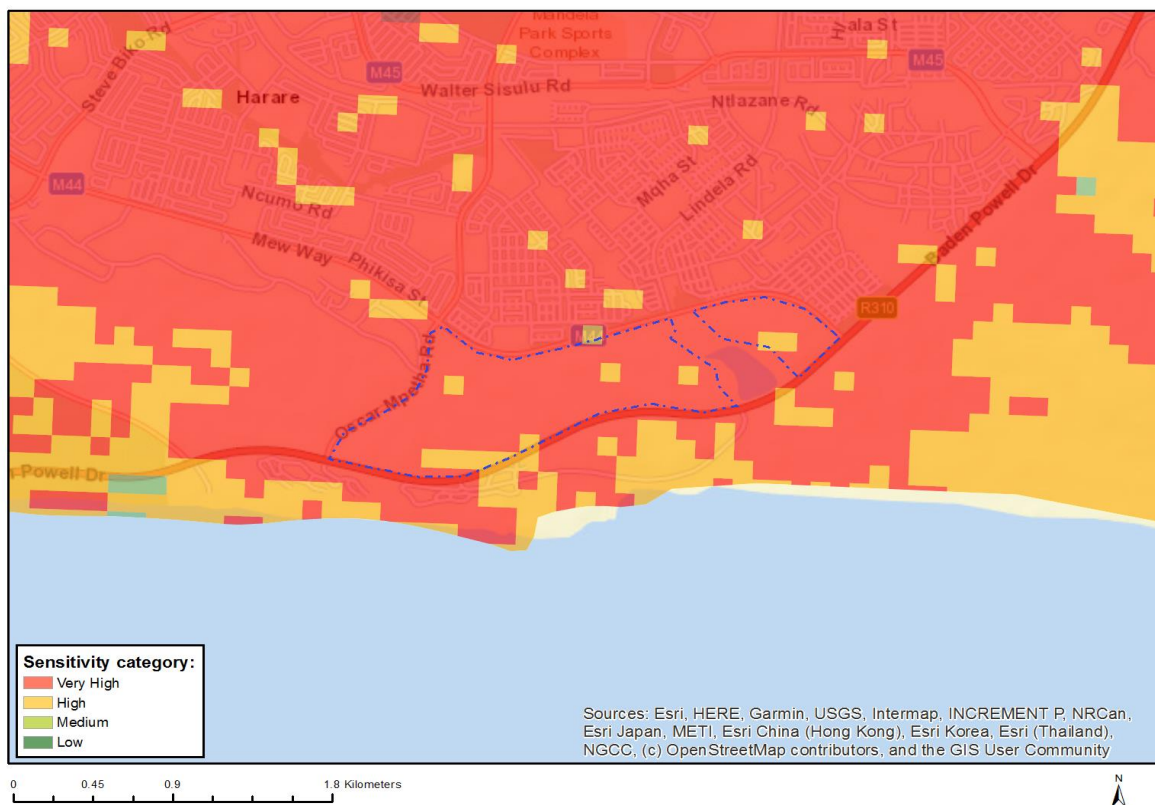 Mandela
Park Sports
Complex
Hlala St
Steve Biko Rd
M45
M45
Walter Sisulu Rd
Harare
Ntlazane Rd
M44
Mqha St
Lindela Rd
Ncumo Rd
Baden Powell Dr
Mew Way
Phikisa St
R310
M44
Oscar Mpetha Rd
n Powell Dr
Sensitivity category:
Very High
High
Medium
Low
Sources: Esri, HERE, Garmin, USGS, Intermap, INCREMENT P, NRCan,
Esri Japan, METI, Esri China (Hong Kong), Esri Korea, Esri (Thailand),
NGCC, (c) OpenStreetMap contributors, and the GIS User Community
0 0.45 0.9 1.8 Kilometers
N